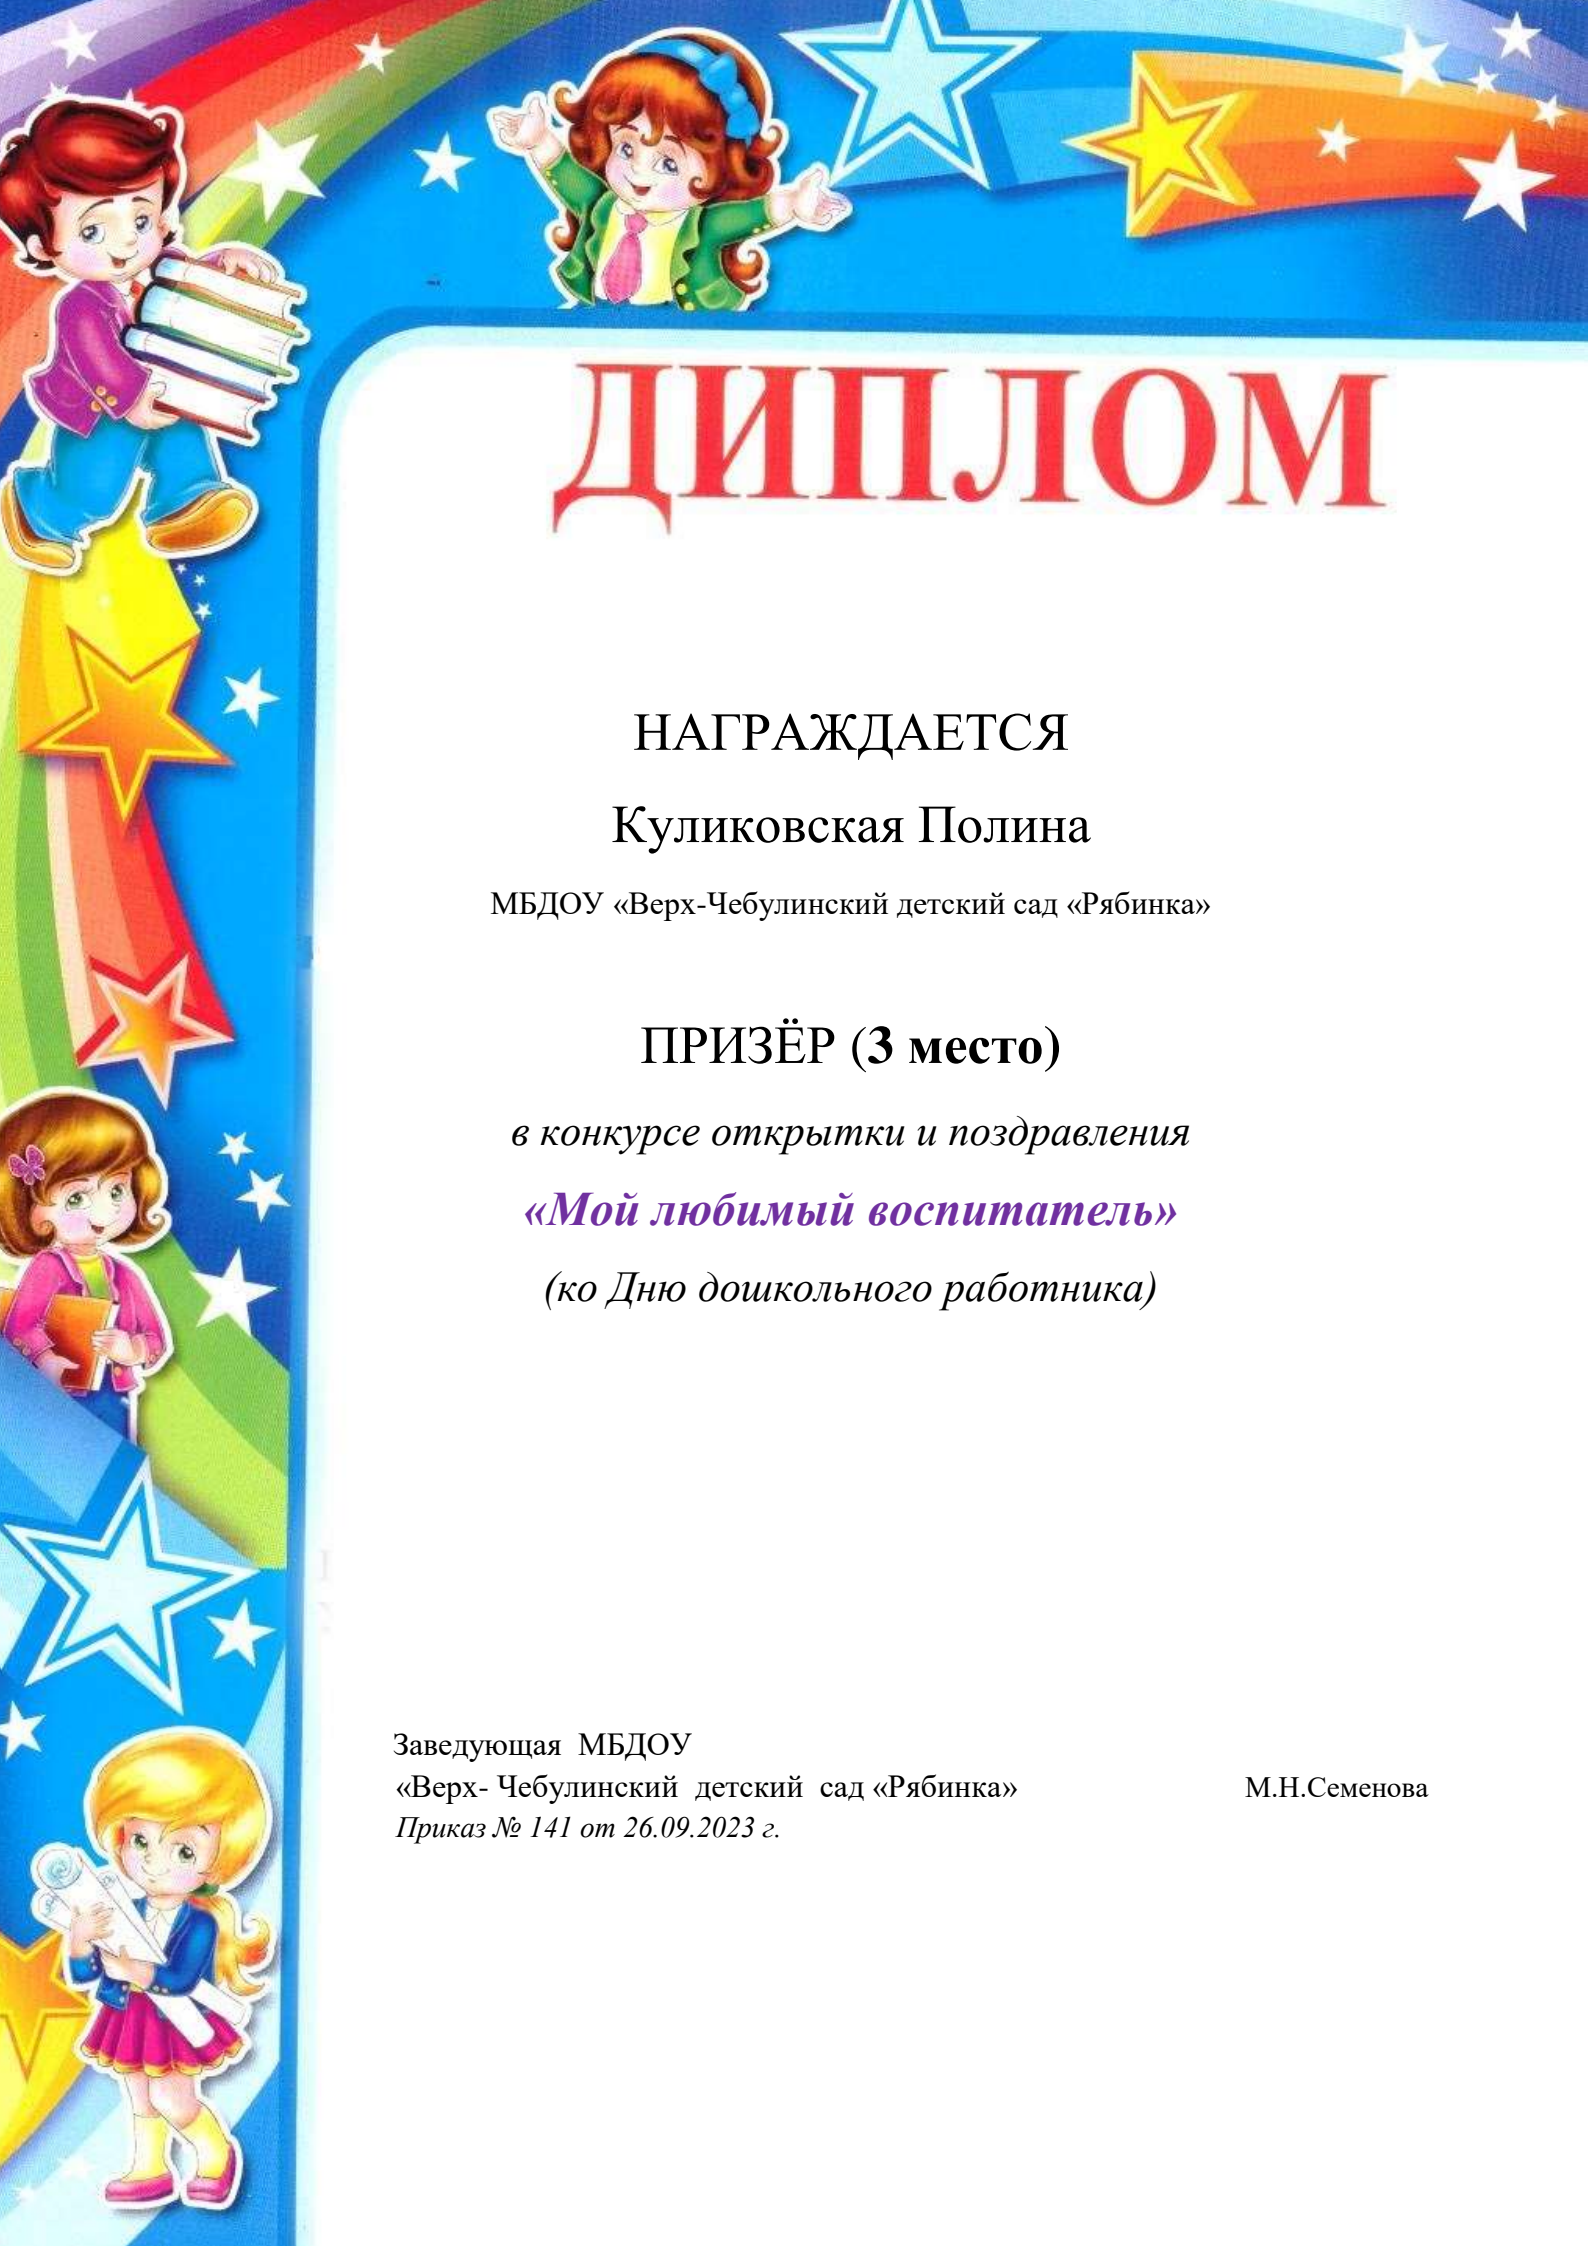 ДИПЛОМ
НАГРАЖДАЕТСЯ
Куликовская Полина
МБДОУ «Верх-Чебулинский детский сад «Рябинка»
ПРИЗЁР (3 место)
в конкурсе открытки и поздравления
«Мой любимый воспитатель»
(ко Дню дошкольного работника)
Заведующая МБДОУ
«Верх- Чебулинский детский сад «Рябинка» М.Н.Семенова
Приказ № 141 от 26.09.2023 г.